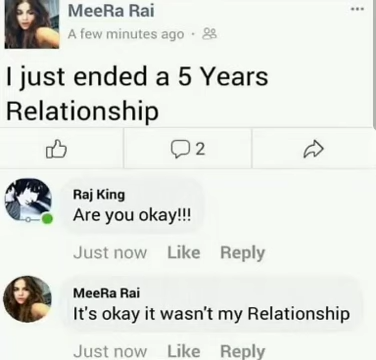 MeeRa Rai
A few minutes ago ·
I just ended a 5 Years
Relationship
2
Raj King
Are you okay!!!
Just now Like Reply
MeeRa Rai
It's okay it wasn't my Relationship
Just now Like Reply